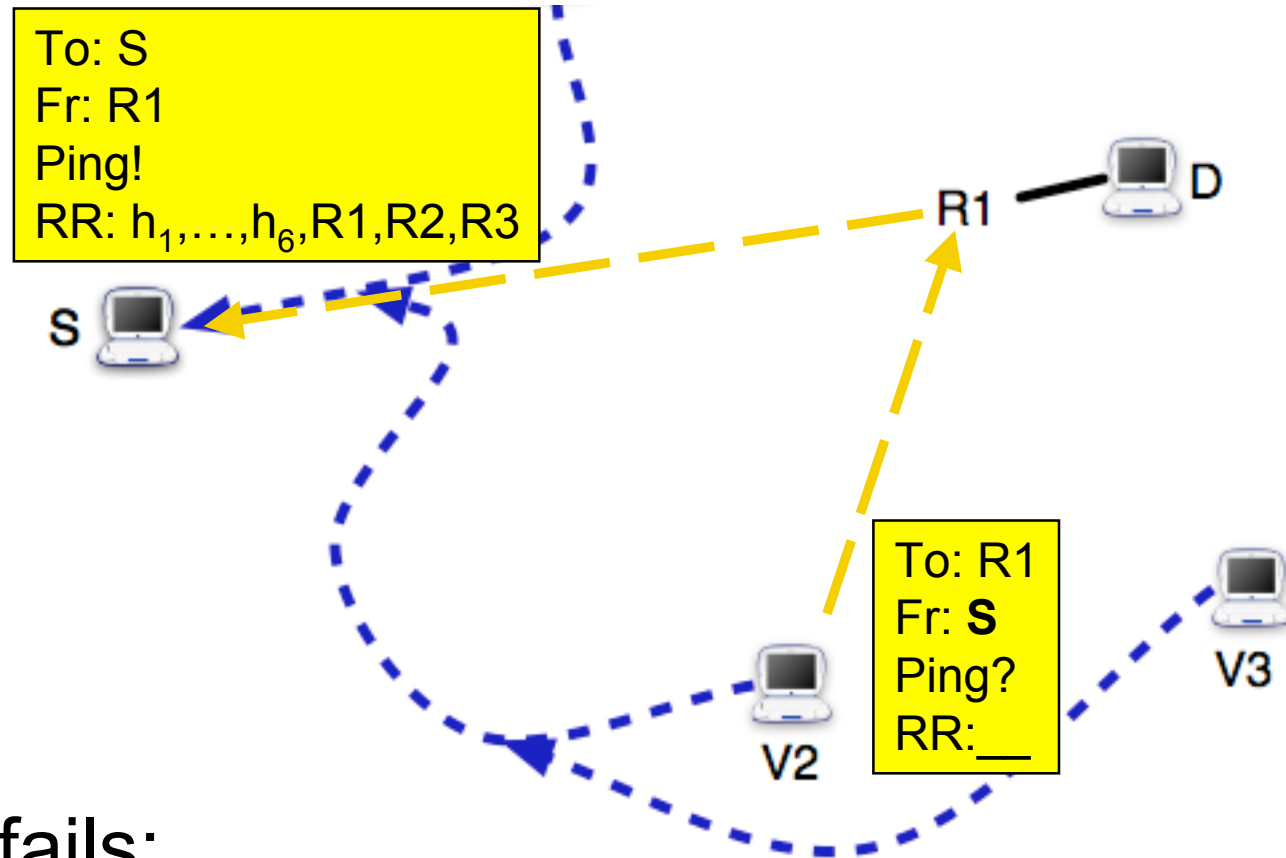 To: S
Fr: R1
Ping!
RR: h₁,…,h₆,R1,R2,R3
D
R1
S
To: R1
Fr: S
Ping?
RR:__
V3
V2
fails: